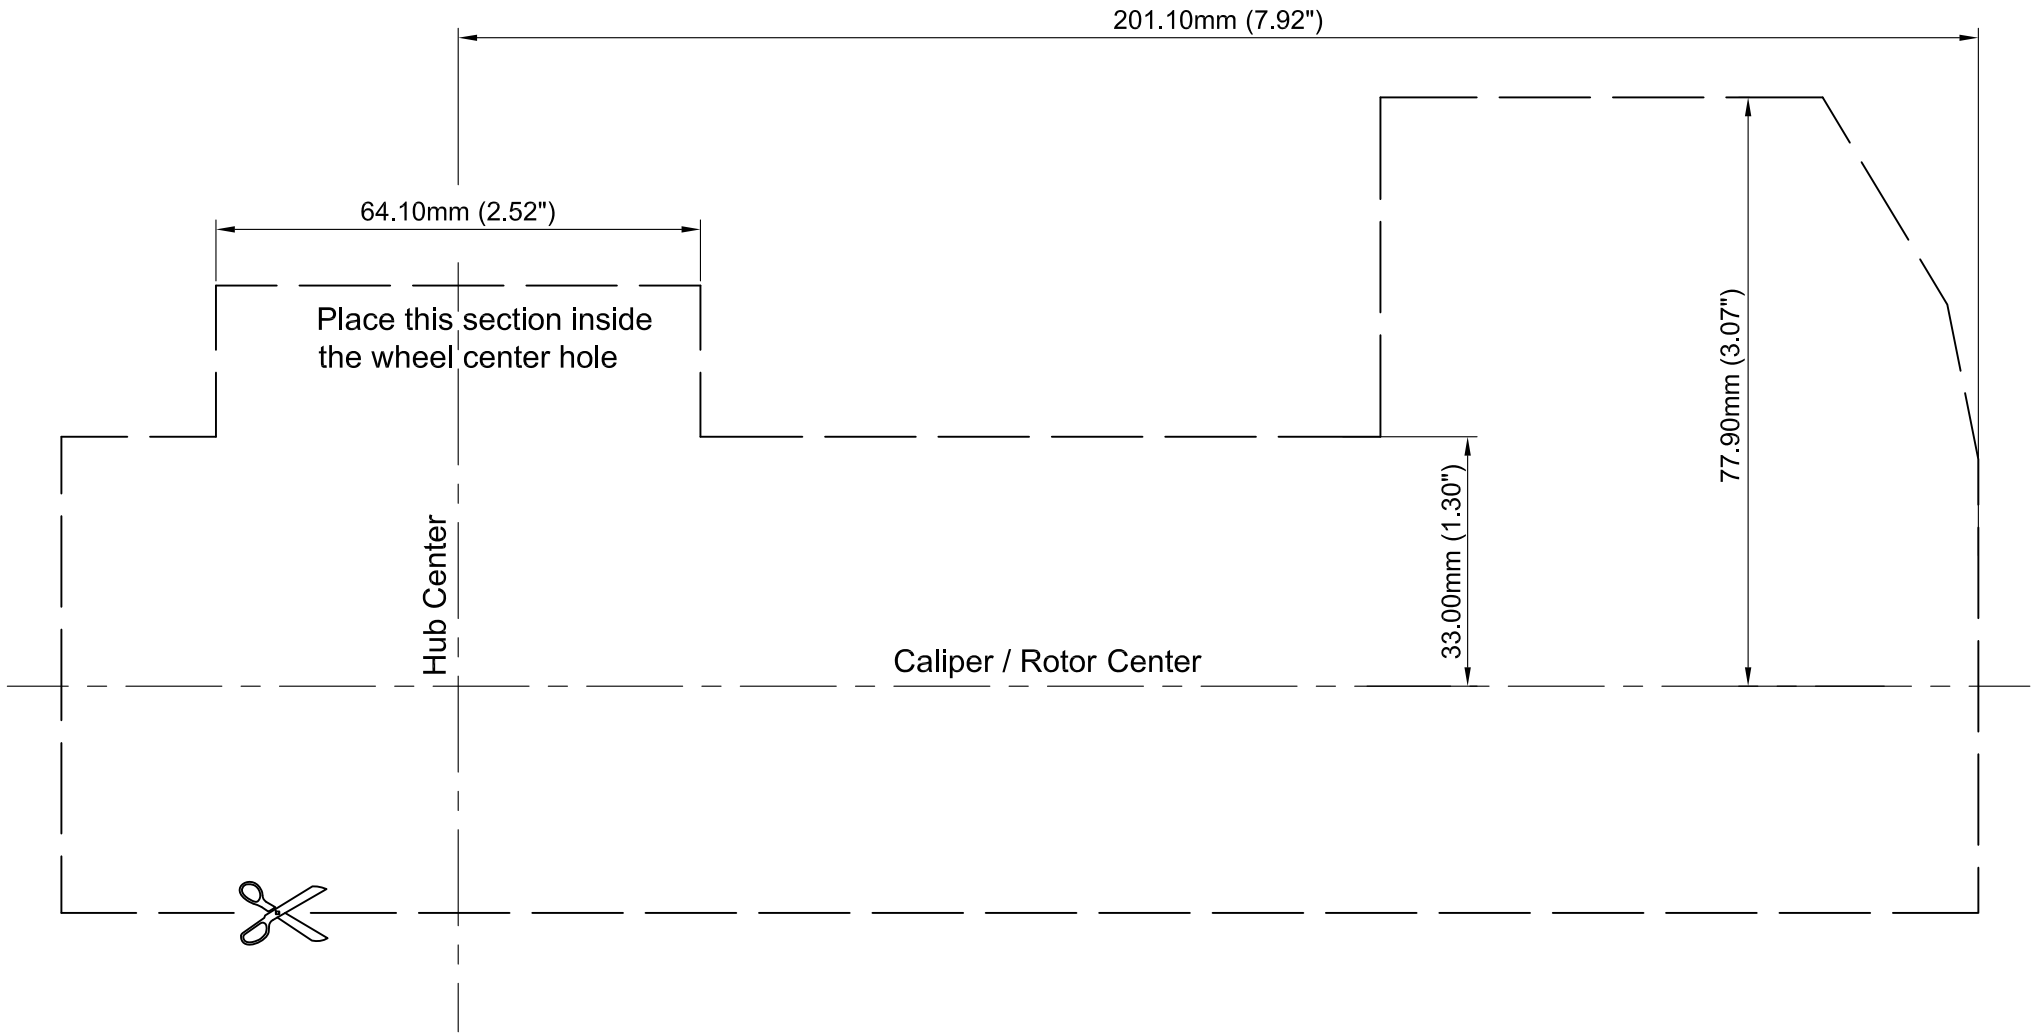 201.10mm (7.92")
64.10mm (2.52")
Place this section inside
the wheel center hole
77.90mm (3.07")
33.00mm (1.30")
Hub Center
Caliper / Rotor Center